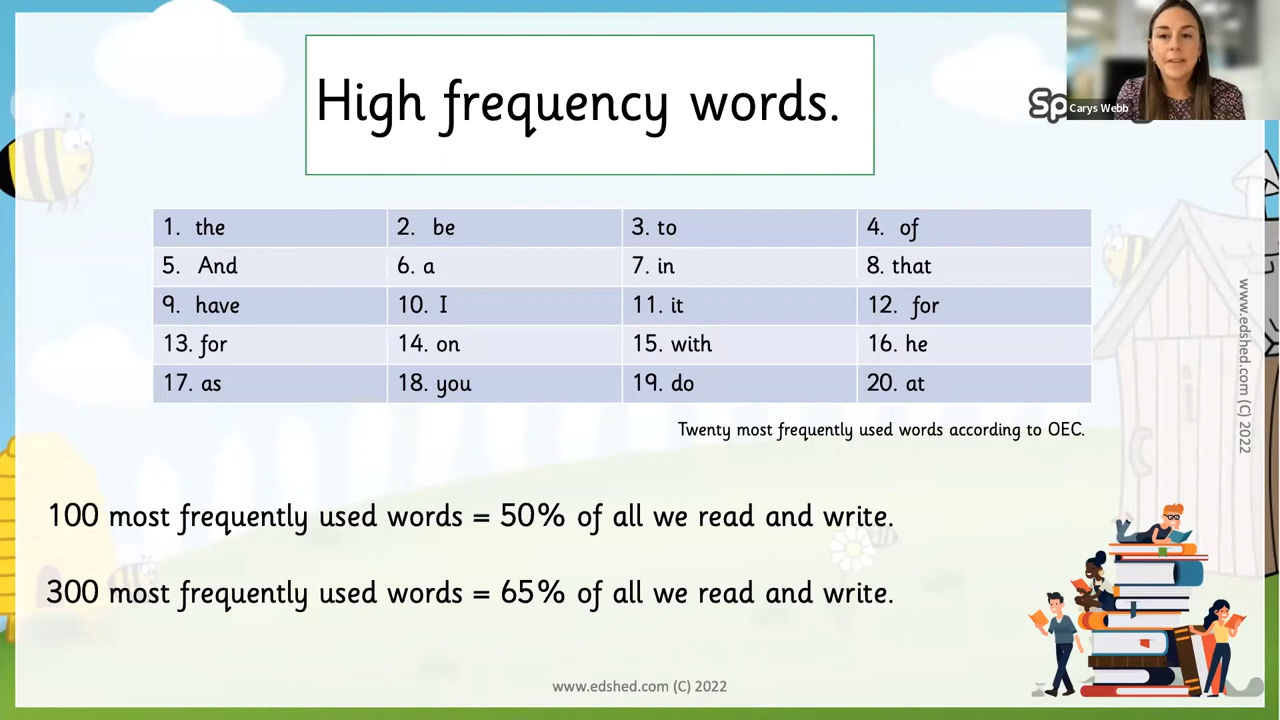 High frequency words.
Sp
Carys Webb
1. the 2. be 3. to 4. of
5. And 6. a 7. in 8. that
9. have 10. I 11. it 12. for
13. for 14. on 15. with 16. he
17. as 18. you 19. do 20. at
Twenty most frequently used words according to OEC.
www.edshed.com (C) 2022
100 most frequently used words = 50% of all we read and write.
300 most frequently used words = 65% of all we read and write.
www.edshed.com (C) 2022